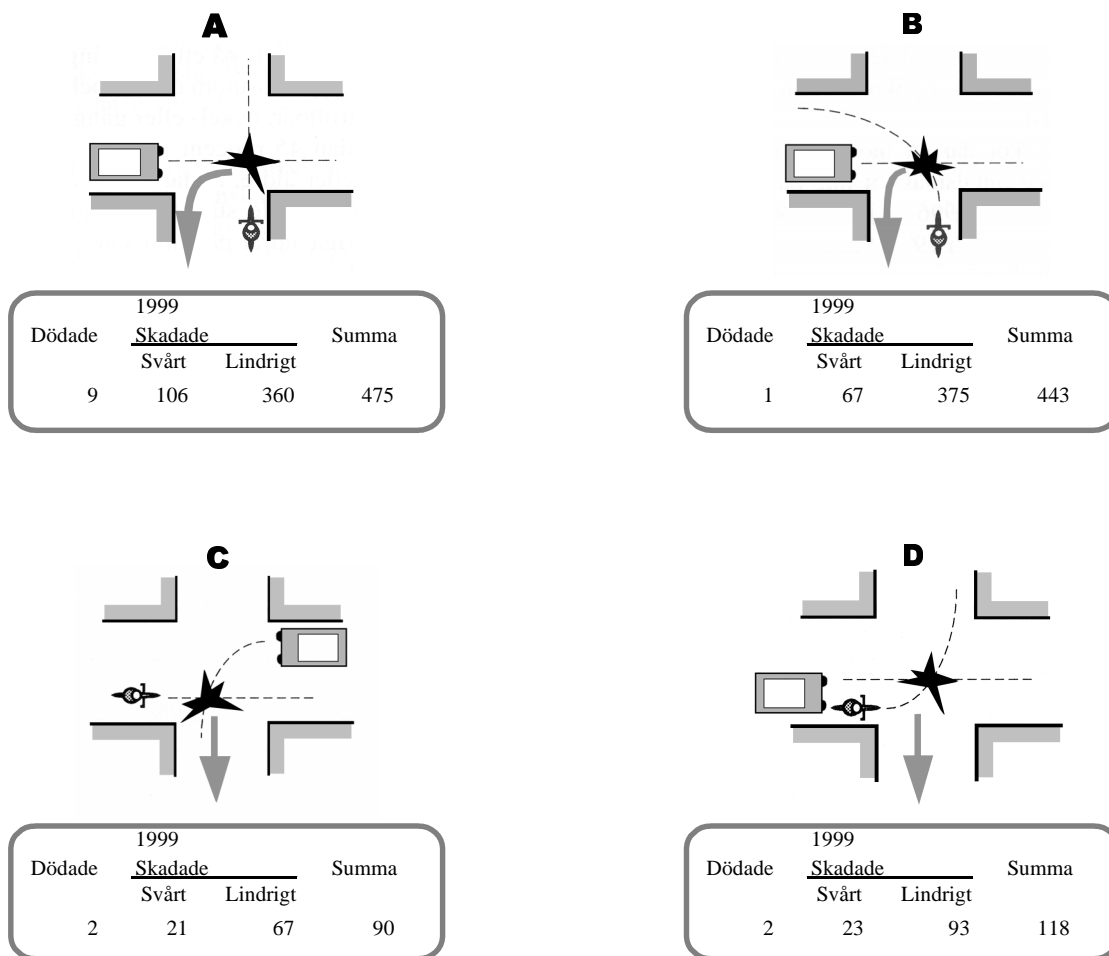 A
1999
Dödade Skadade Summa
Svårt Lindrigt
9 106 360 475
B
1999
Dödade Skadade Summa
Svårt Lindrigt
1 67 375 443
C
1999
Dödade Skadade Summa
Svårt Lindrigt
2 21 67 90
D
1999
Dödade Skadade Summa
Svårt Lindrigt
2 23 93 118